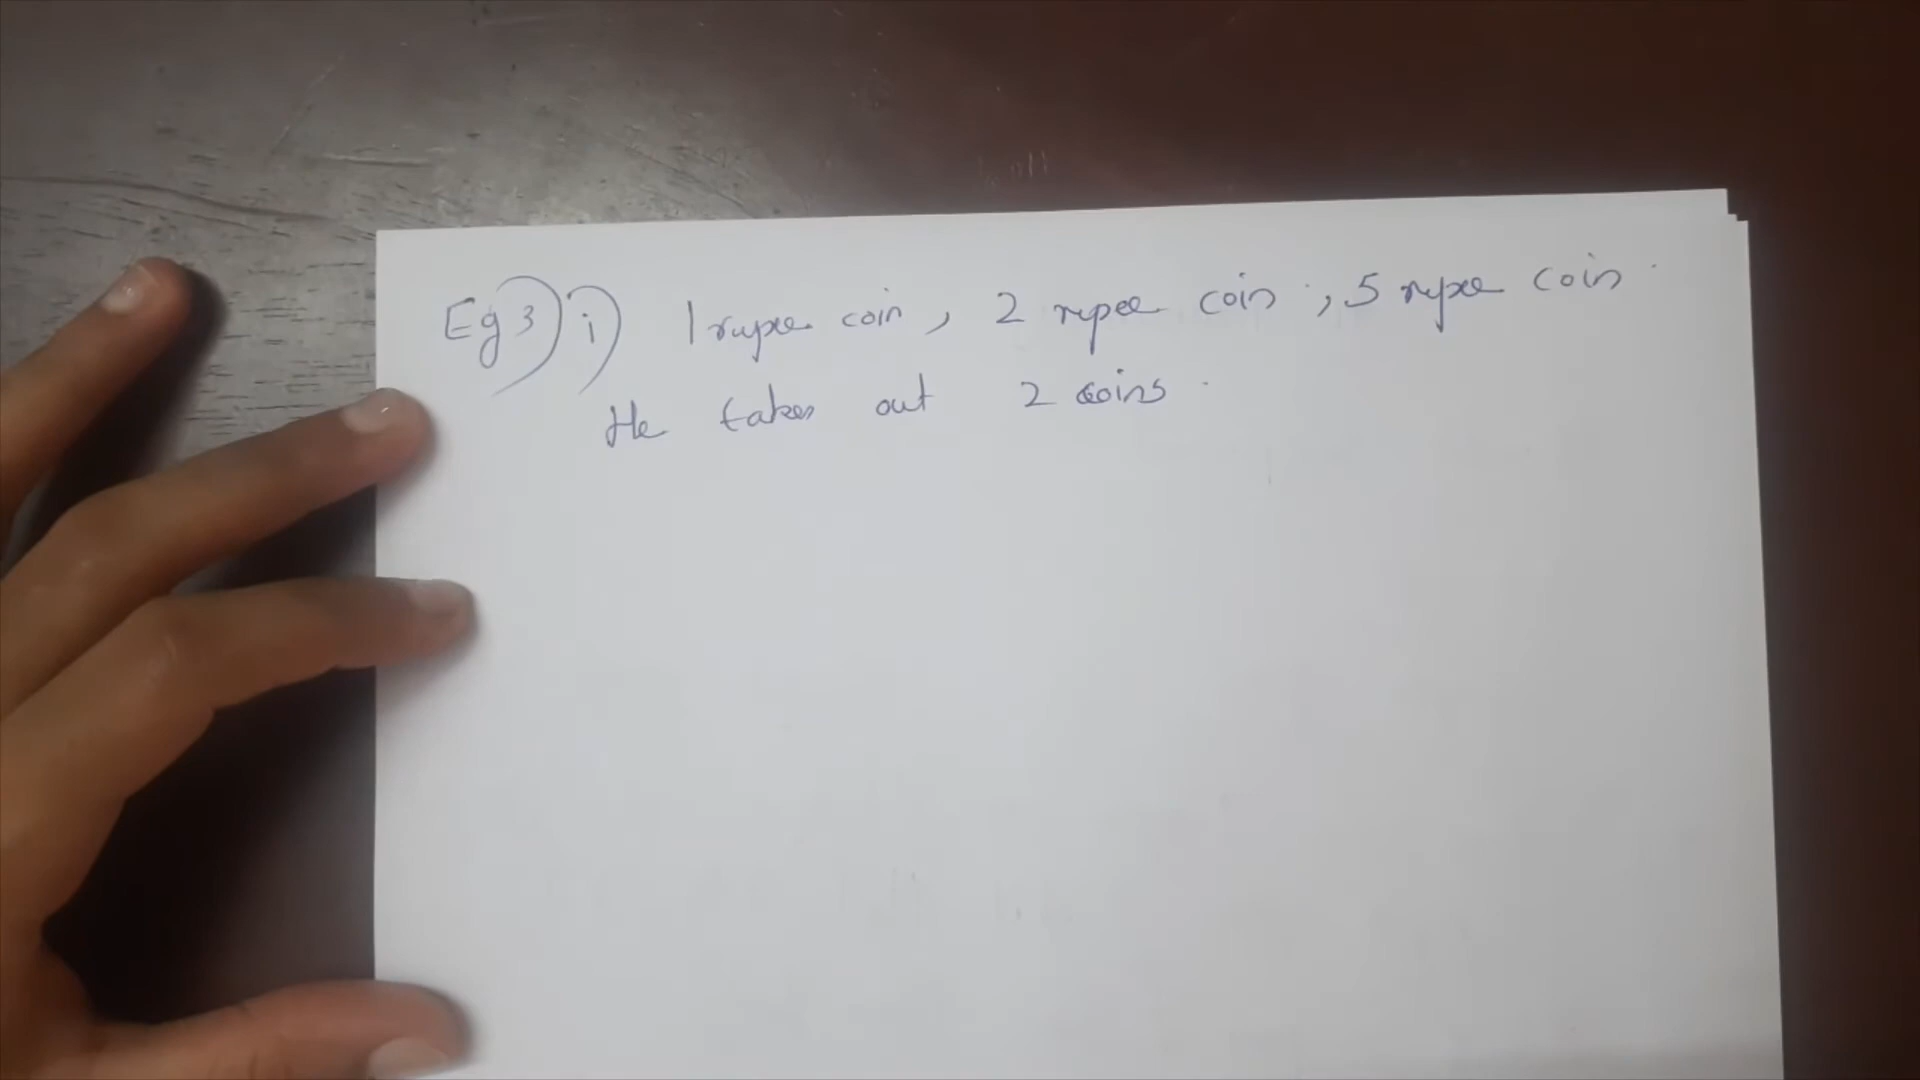 Eg 3) i) 1 rupee coin, 2 rupee coin, 5 rupee coin.
He takes out 2 coins.